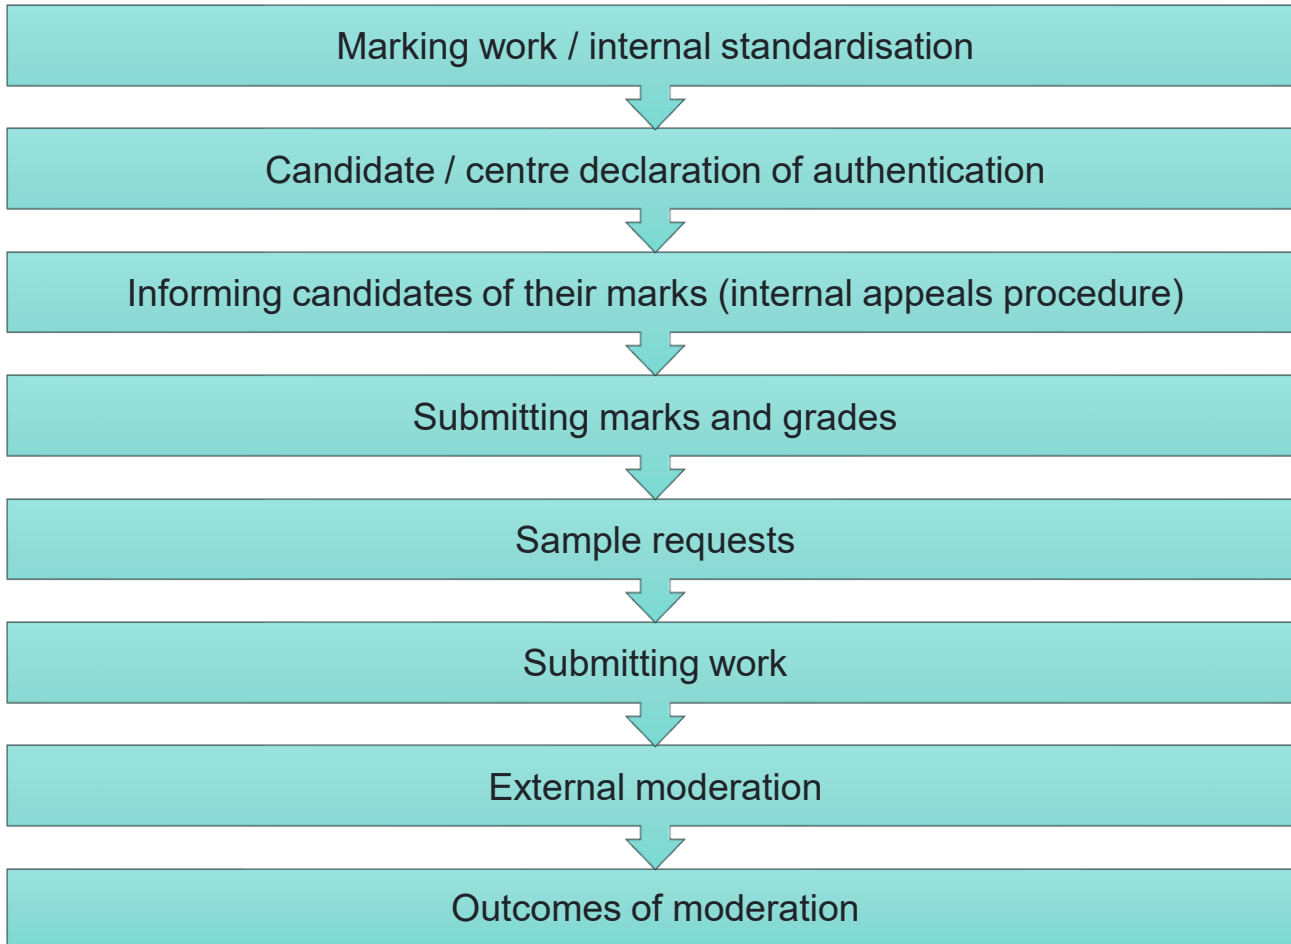 Marking work / internal standardisation
Candidate / centre declaration of authentication
Informing candidates of their marks (internal appeals procedure)
Submitting marks and grades
Sample requests
Submitting work
External moderation
Outcomes of moderation